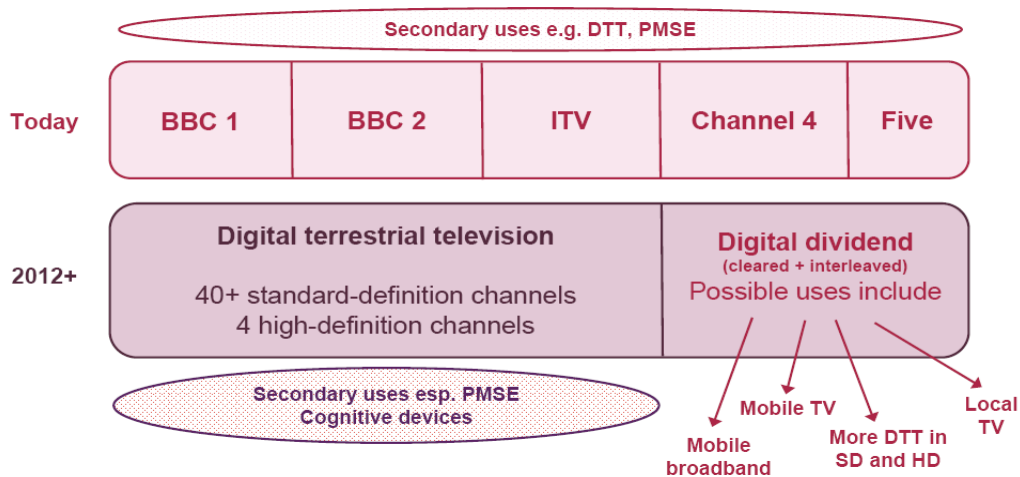 Secondary uses e.g. DTT, PMSE
Today
BBC 1
BBC 2
ITV
Channel 4
Five
2012+
Digital terrestrial television
40+ standard-definition channels
4 high-definition channels
Digital dividend
(cleared + interleaved)
Possible uses include
Secondary uses esp. PMSE
Cognitive devices
Mobile
broadband
Mobile TV
More DTT in
SD and HD
Local
TV